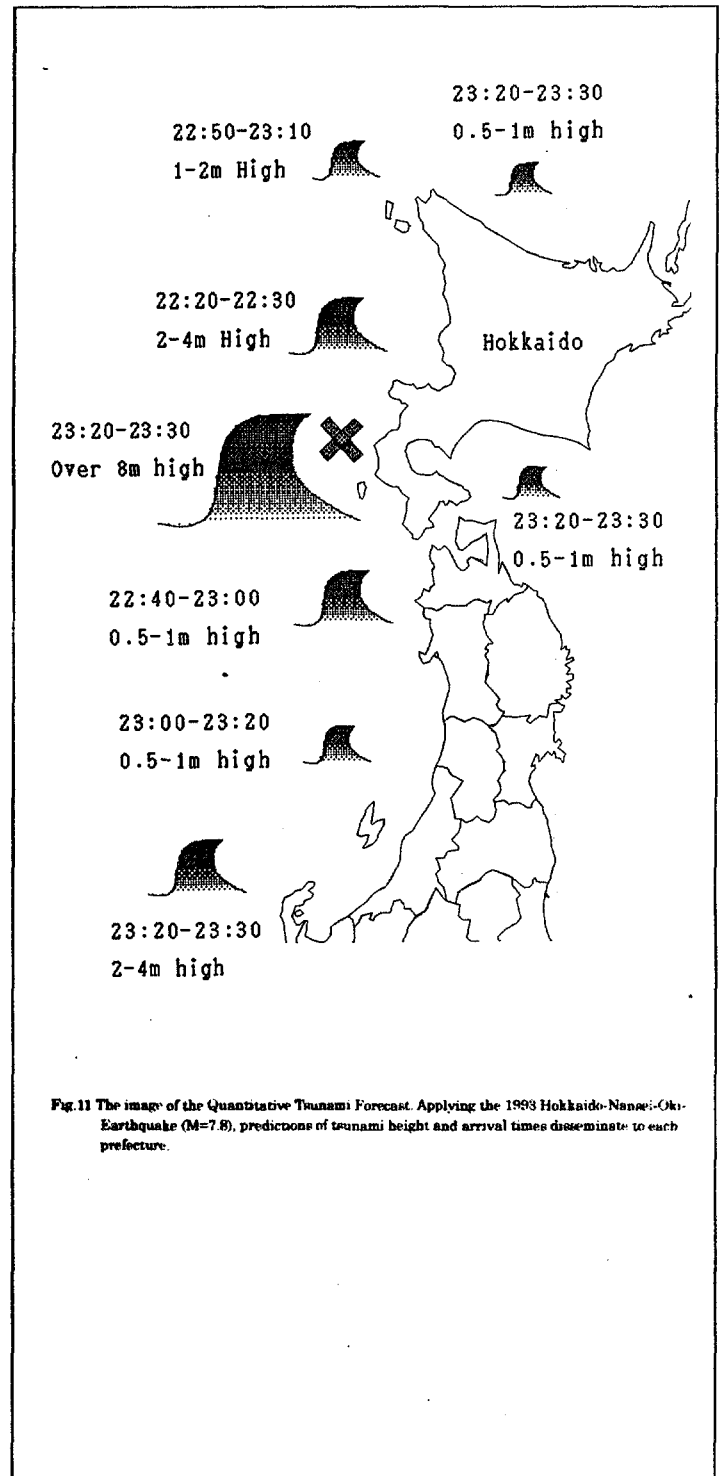 23:20-23:30
0.5-1m high
22:50-23:10
1-2m High
22:20-22:30
2-4m High
Hokkaido
23:20-23:30
Over 8m high
23:20-23:30
0.5-1m high
22:40-23:00
0.5-1m high
23:00-23:20
0.5-1m high
23:20-23:30
2-4m high
Fig.11 The image of the Quantitative Tsunami Forecast. Applying the 1993 Hokkaido-Nansei-Oki-
Earthquake (M=7.8), predictions of tsunami height and arrival times disseminate to each
prefecture.